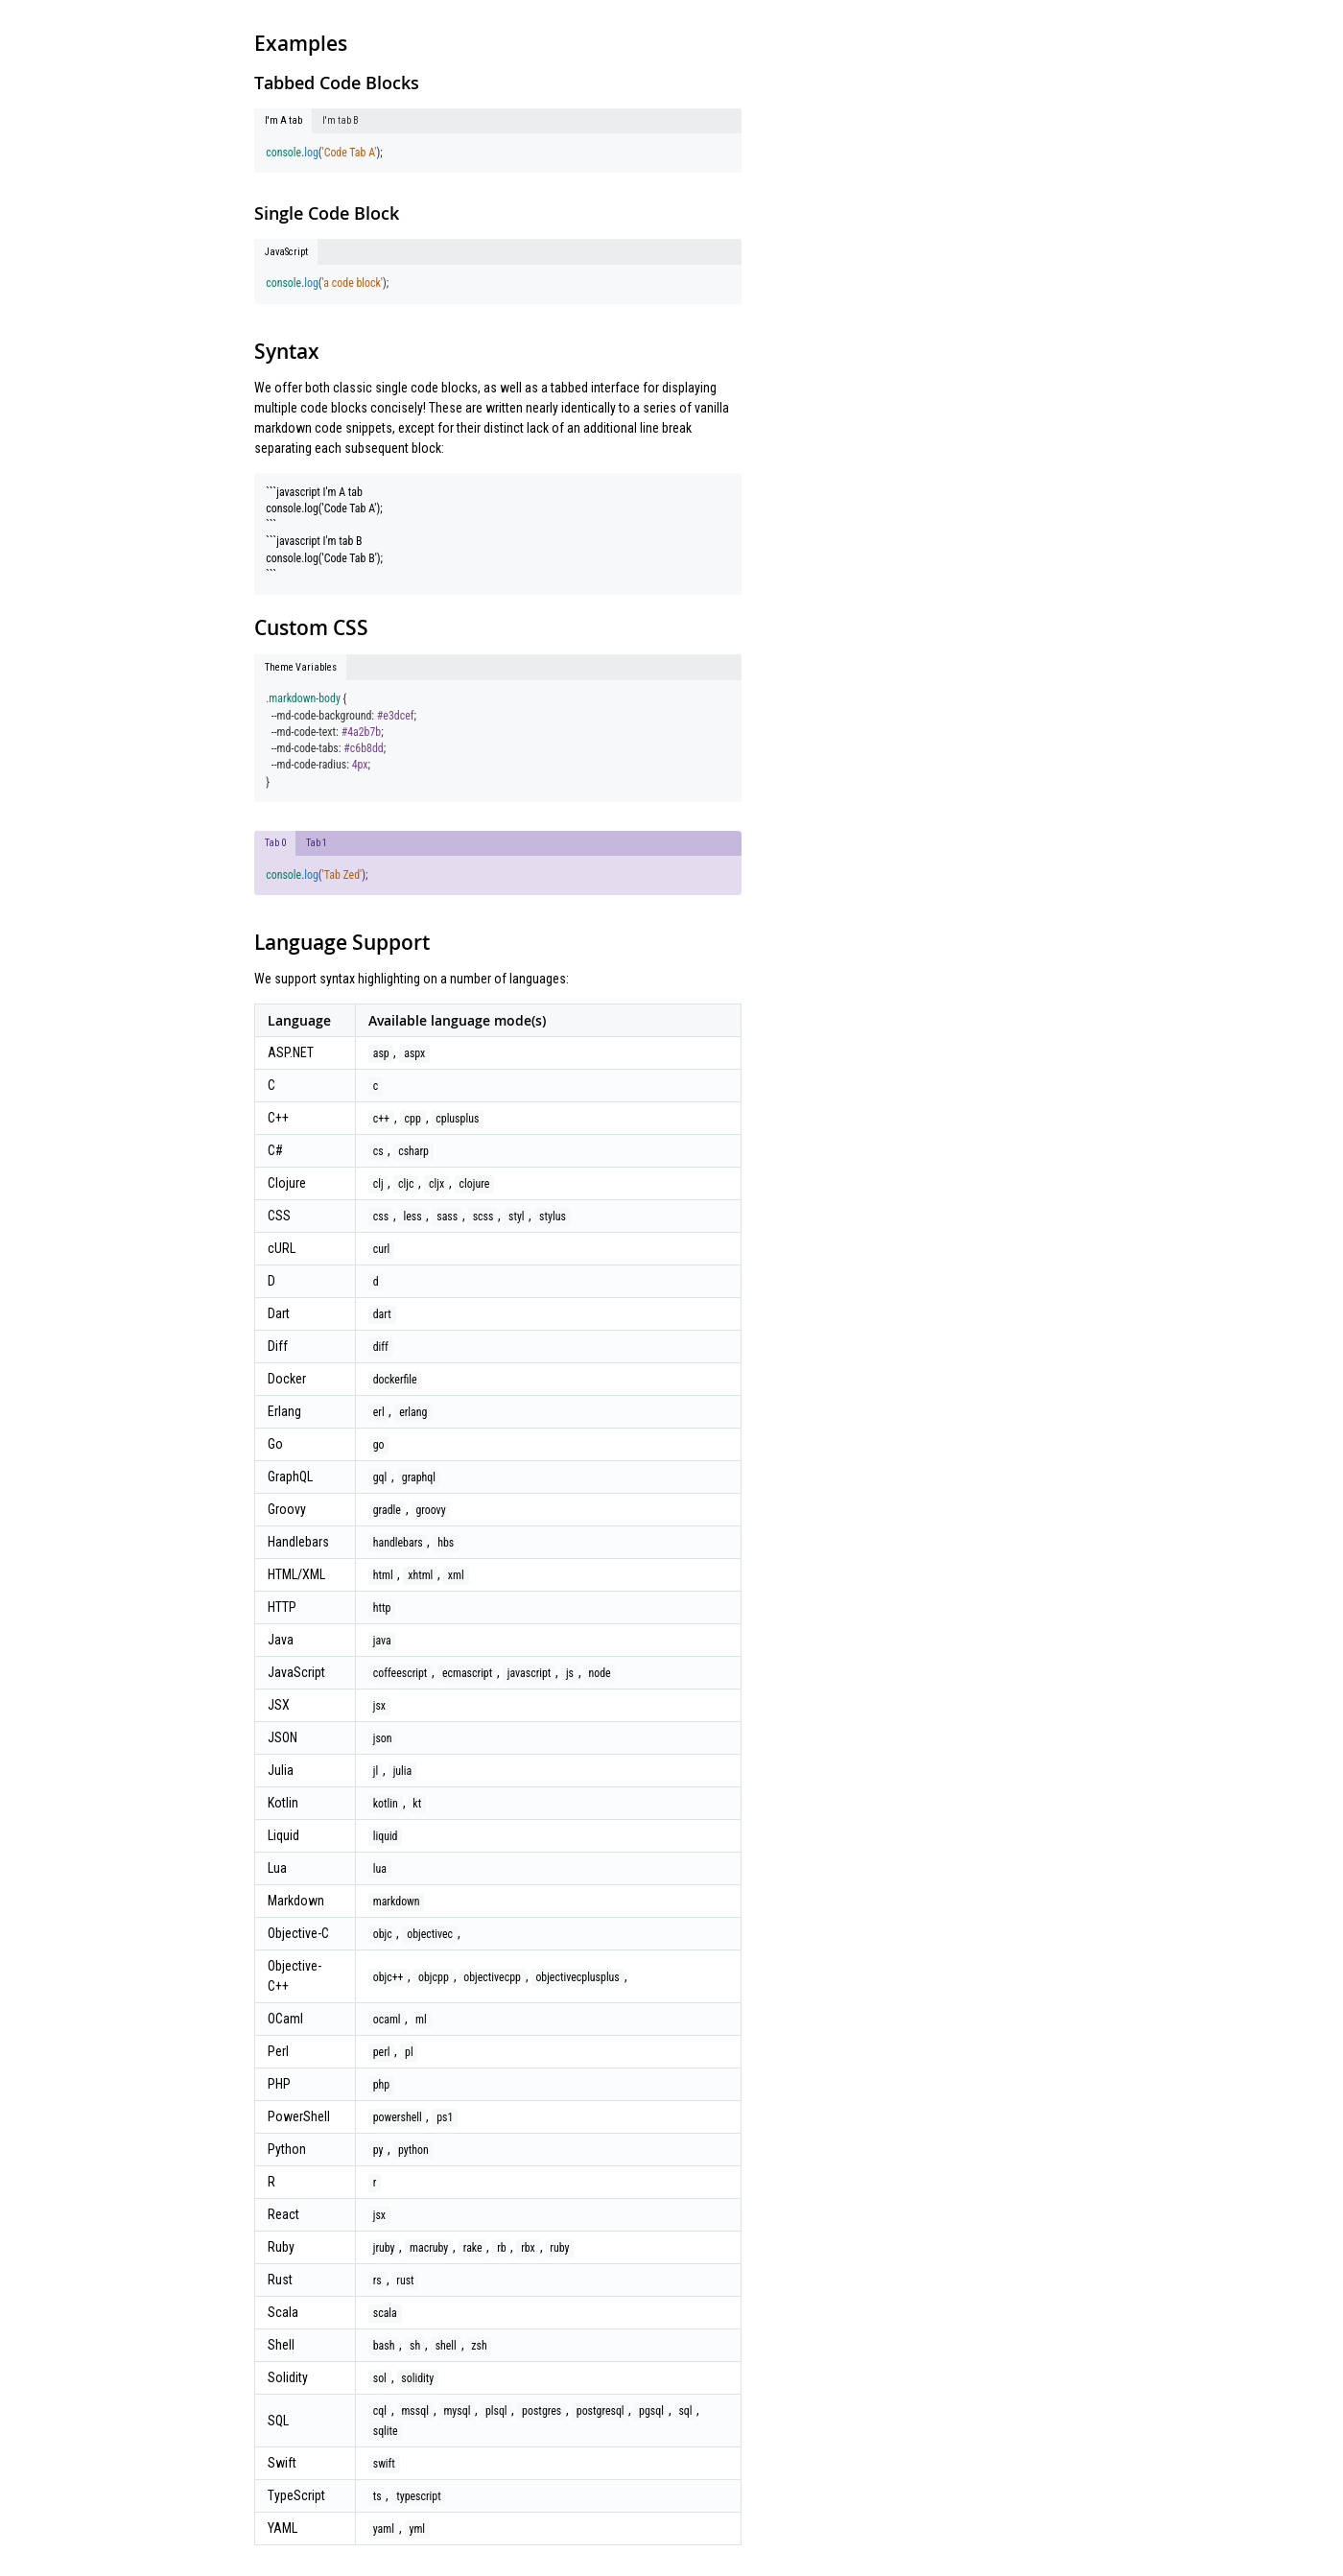 Examples
Tabbed Code Blocks
I'm A tab I'm tab B
console.log('Code Tab A');
Single Code Block
JavaScript
console.log('a code block');
Syntax
We offer both classic single code blocks, as well as a tabbed interface for displaying
multiple code blocks concisely! These are written nearly identically to a series of vanilla
markdown code snippets, except for their distinct lack of an additional line break
separating each subsequent block:
```javascript I'm A tab
console.log('Code Tab A');
```
```javascript I'm tab B
console.log('Code Tab B');
```
Custom CSS
Theme Variables
.markdown-body {
  --md-code-background: #e3dcef;
  --md-code-text: #4a2b7b;
  --md-code-tabs: #c6b8dd;
  --md-code-radius: 4px;
}
Tab 0 Tab 1
console.log('Tab Zed');
Language Support
We support syntax highlighting on a number of languages:
Language Available language mode(s)
ASP.NET asp , aspx
C c
C++ c++ , cpp , cplusplus
C# cs , csharp
Clojure clj , cljc , cljx , clojure
CSS css , less , sass , scss , styl , stylus
cURL curl
D d
Dart dart
Diff diff
Docker dockerfile
Erlang erl , erlang
Go go
GraphQL gql , graphql
Groovy gradle , groovy
Handlebars handlebars , hbs
HTML/XML html , xhtml , xml
HTTP http
Java java
JavaScript coffeescript , ecmascript , javascript , js , node
JSX jsx
JSON json
Julia jl , julia
Kotlin kotlin , kt
Liquid liquid
Lua lua
Markdown markdown
Objective-C objc , objectivec ,
Objective-
C++ objc++ , objcpp , objectivecpp , objectivecplusplus ,
OCaml ocaml , ml
Perl perl , pl
PHP php
PowerShell powershell , ps1
Python py , python
R r
React jsx
Ruby jruby , macruby , rake , rb , rbx , ruby
Rust rs , rust
Scala scala
Shell bash , sh , shell , zsh
Solidity sol , solidity
SQL cql , mssql , mysql , plsql , postgres , postgresql , pgsql , sql ,
sqlite
Swift swift
TypeScript ts , typescript
YAML yaml , yml